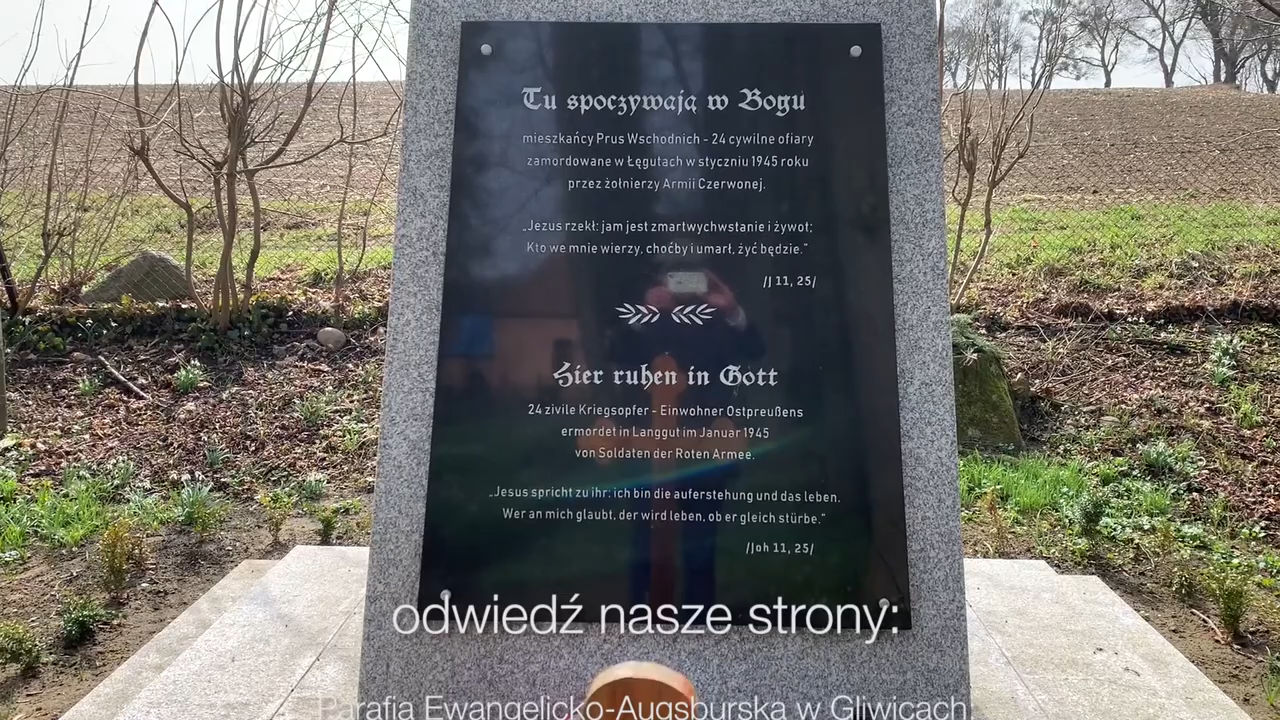 Tu spoczywają w Bogu
mieszkańcy Prus Wschodnich - 24 cywilne ofiary
zamordowane w Łęgutach w styczniu 1945 roku
przez żołnierzy Armii Czerwonej.
„Jezus rzekł: jam jest zmartwychwstanie i żywot;
Kto we mnie wierzy, choćby i umarł, żyć będzie.”
/J 11, 25/
Hier ruhen in Gott
24 zivile Kriegsopfer - Einwohner Ostpreußens
ermordet in Langgut im Januar 1945
von Soldaten der Roten Armee.
„Jesus spricht zu ihr: ich bin die auferstehung und das leben.
Wer an mich glaubt, der wird leben, ob er gleich stürbe.”
/Joh 11, 25/
odwiedź nasze strony:
Parafia Ewangelicko-Augsburska w Gliwicach